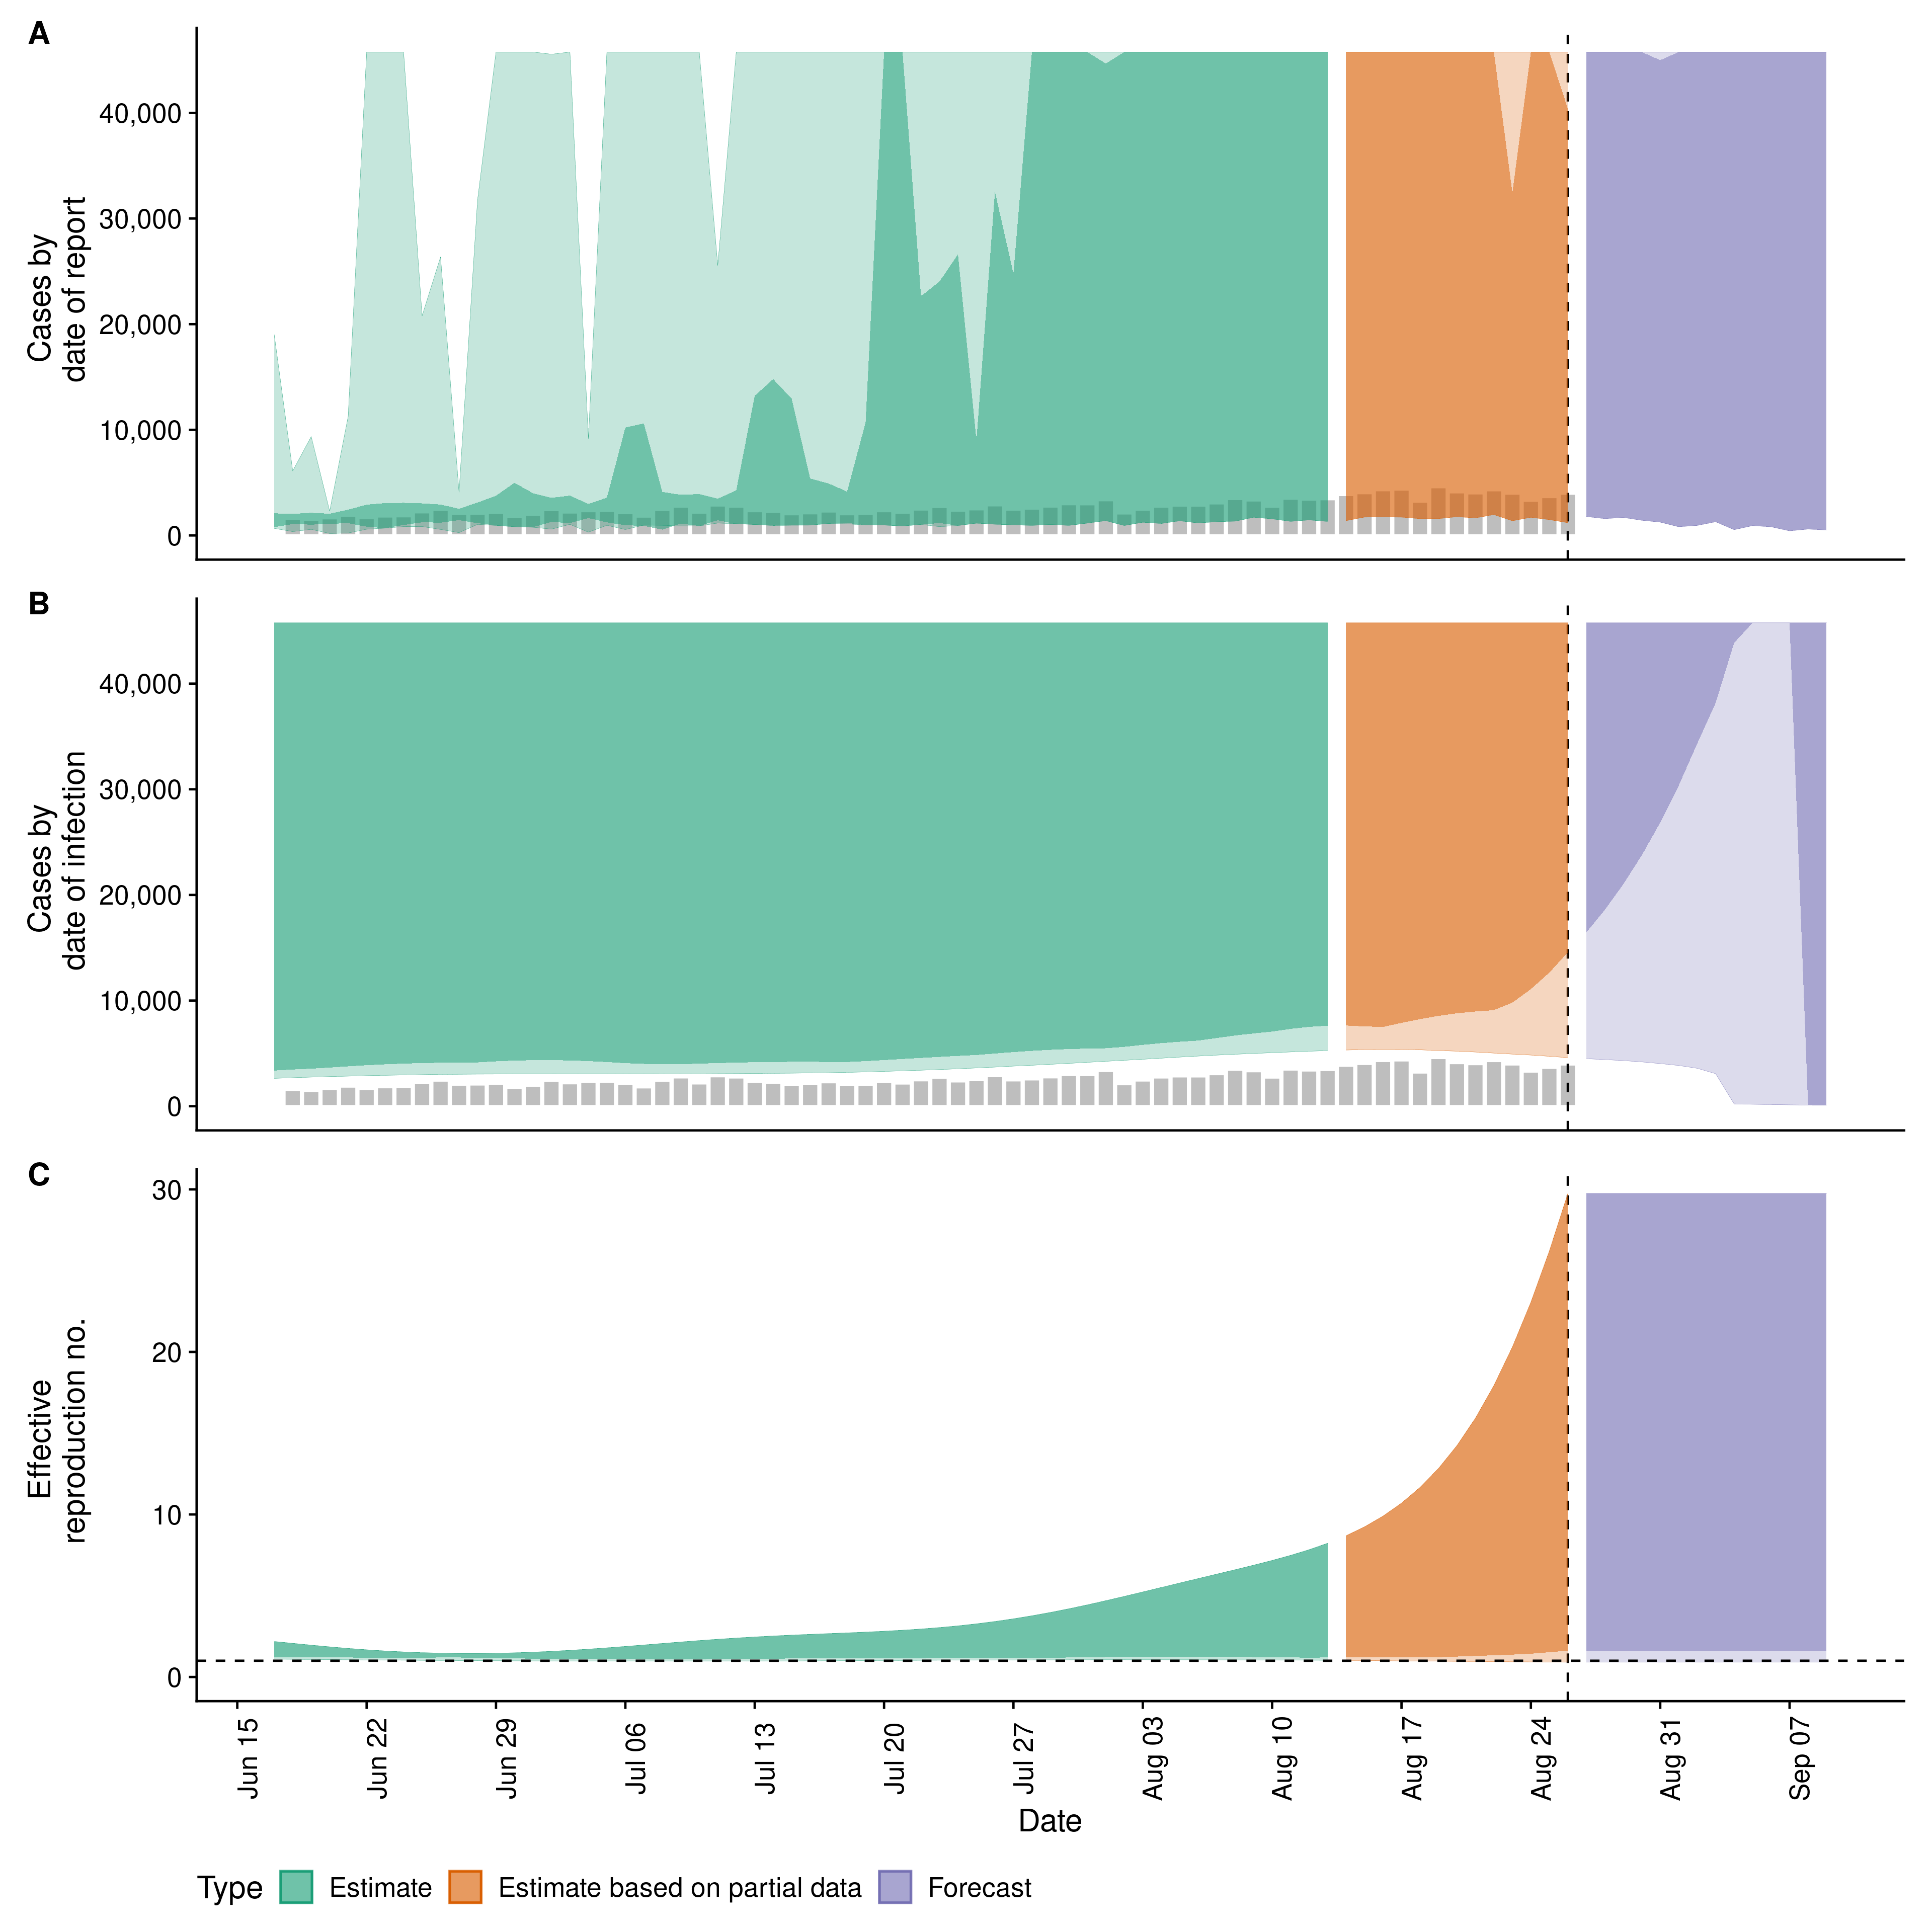 A
Cases by
date of report
40,000
30,000
20,000
10,000
0
B
Cases by
date of infection
40,000
30,000
20,000
10,000
0
C
Effective
reproduction no.
30
20
10
0
Jun 15
Jun 22
Jun 29
Jul 06
Jul 13
Jul 20
Jul 27
Aug 03
Aug 10
Aug 17
Aug 24
Aug 31
Sep 07
Date
Type Estimate Estimate based on partial data Forecast